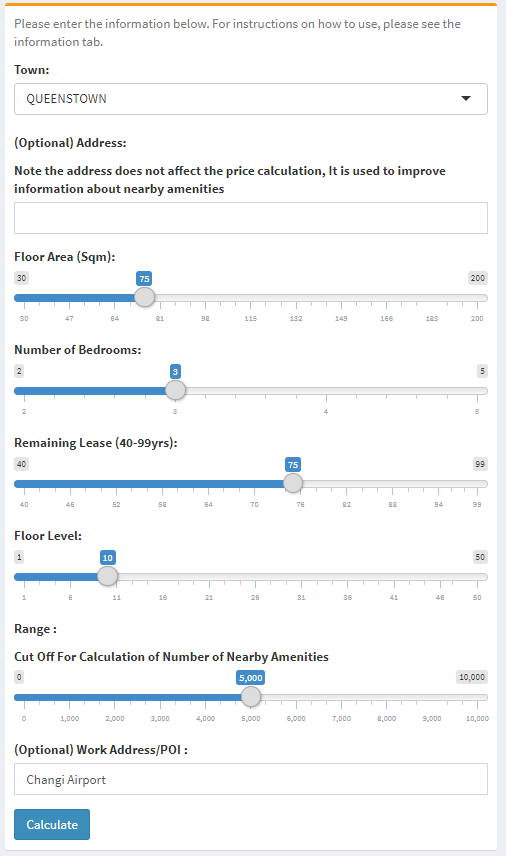 Please enter the information below. For instructions on how to use, please see the
information tab.
Town:
QUEENSTOWN
(Optional) Address:
Note the address does not affect the price calculation, It is used to improve
information about nearby amenities
Floor Area (Sqm):
30 75 200
30 47 64 81 98 115 132 149 166 183 200
Number of Bedrooms:
2 3 5
2 3 4 5
Remaining Lease (40-99yrs):
40 75 99
40 46 52 58 64 70 76 82 88 94 99
Floor Level:
1 10 50
1 6 11 16 21 26 31 36 41 46 50
Range :
Cut Off For Calculation of Number of Nearby Amenities
0 5,000 10,000
0 1,000 2,000 3,000 4,000 5,000 6,000 7,000 8,000 9,000 10,000
(Optional) Work Address/POI :
Changi Airport
Calculate